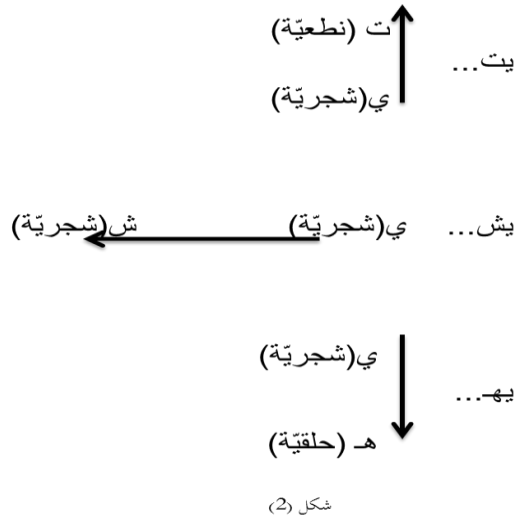 ت (نطعيّة)
يت...
ي(شجريّة)
يش... ي(شجريّة) ش(شجريّة)
ي(شجريّة)
يهـ...
هـ (حلقيّة)
شكل (2)